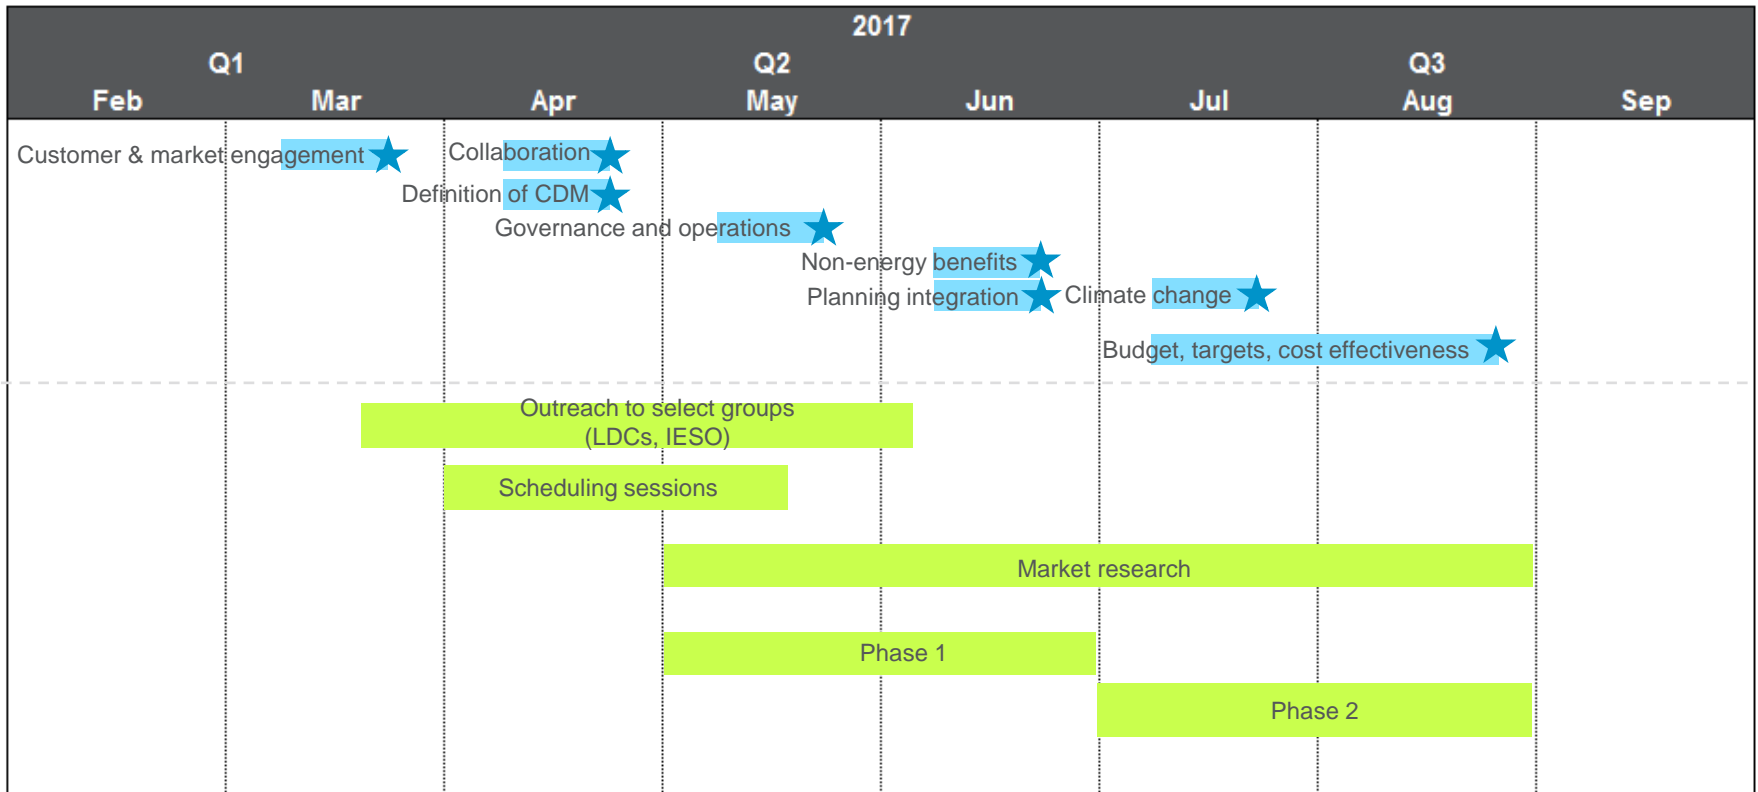 2017
Q1 Q2 Q3
Feb Mar Apr May Jun Jul Aug Sep
Customer & market engagement Collaboration
Definition of CDM
Governance and operations
Non-energy benefits
Planning integration Climate change
Budget, targets, cost effectiveness
Outreach to select groups
(LDCs, IESO)
Scheduling sessions
Market research
Phase 1
Phase 2